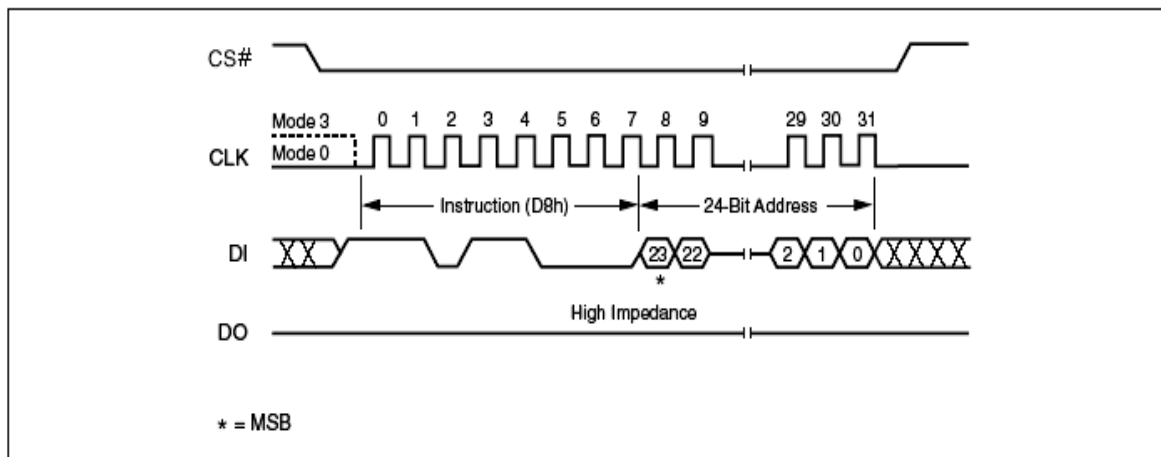 CS#
Mode 3
0 1 2 3 4 5 6 7 8 9 29 30 31
CLK
Mode 0
Instruction (D8h) 24-Bit Address
DI
23 22 2 1 0
*
High Impedance
DO
* = MSB